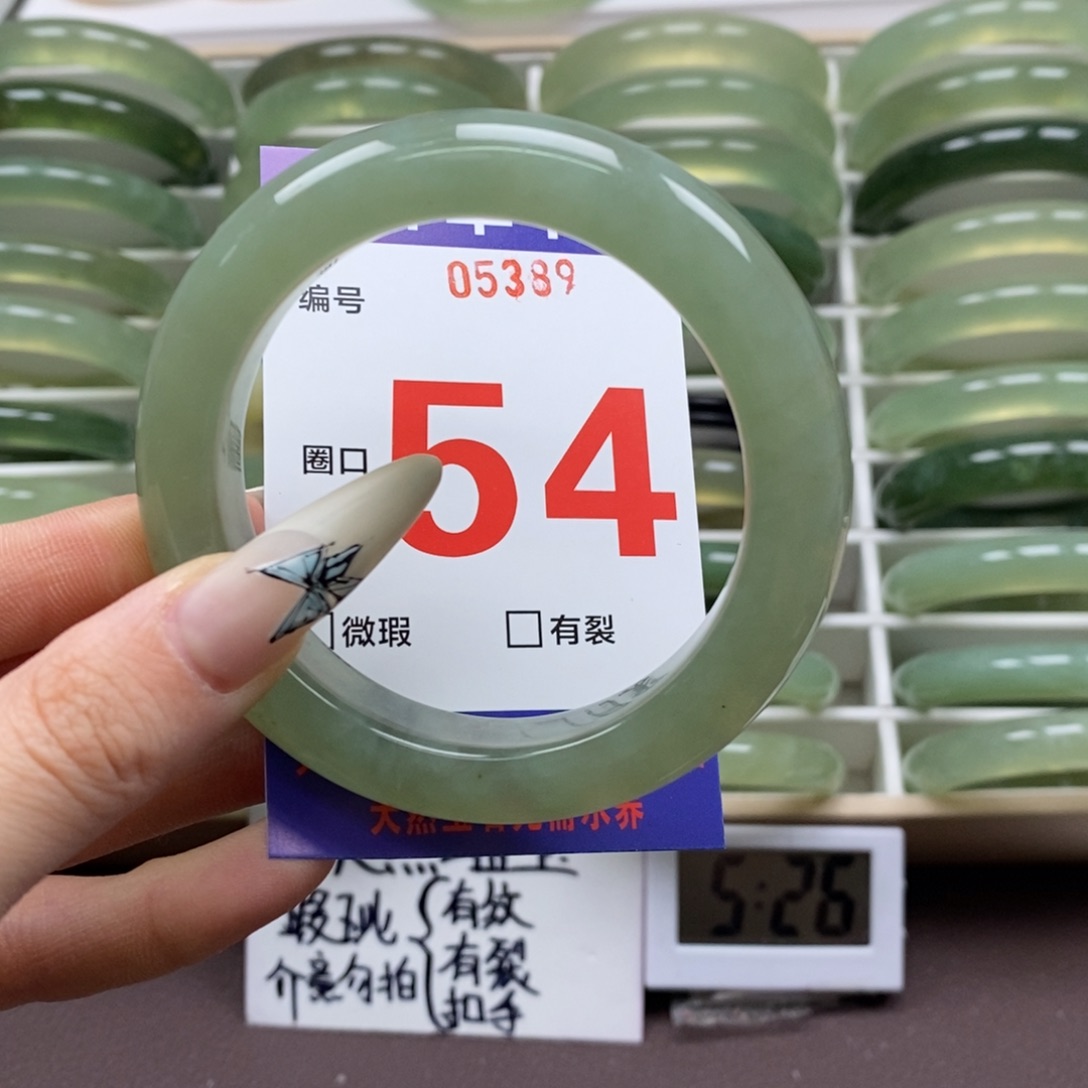 编号 05389
圈口 54
微瑕 有裂
瑕玼 有纹
介意勿拍 有裂
扣手
5:26